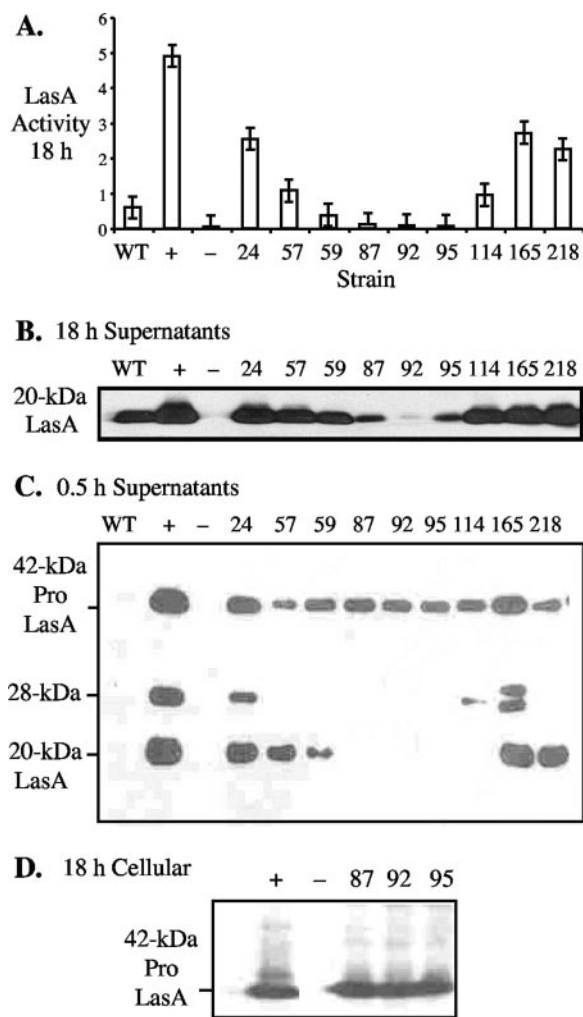 A.
6
5
4
3
2
1
0
LasA
Activity
18 h
WT + – 24 57 59 87 92 95 114 165 218
Strain
B. 18 h Supernatants
WT + – 24 57 59 87 92 95 114 165 218
20-kDa
LasA
C. 0.5 h Supernatants
WT + – 24 57 59 87 92 95 114 165 218
42-kDa
Pro
LasA
28-kDa
20-kDa
LasA
D. 18 h Cellular
+ – 87 92 95
42-kDa
Pro
LasA